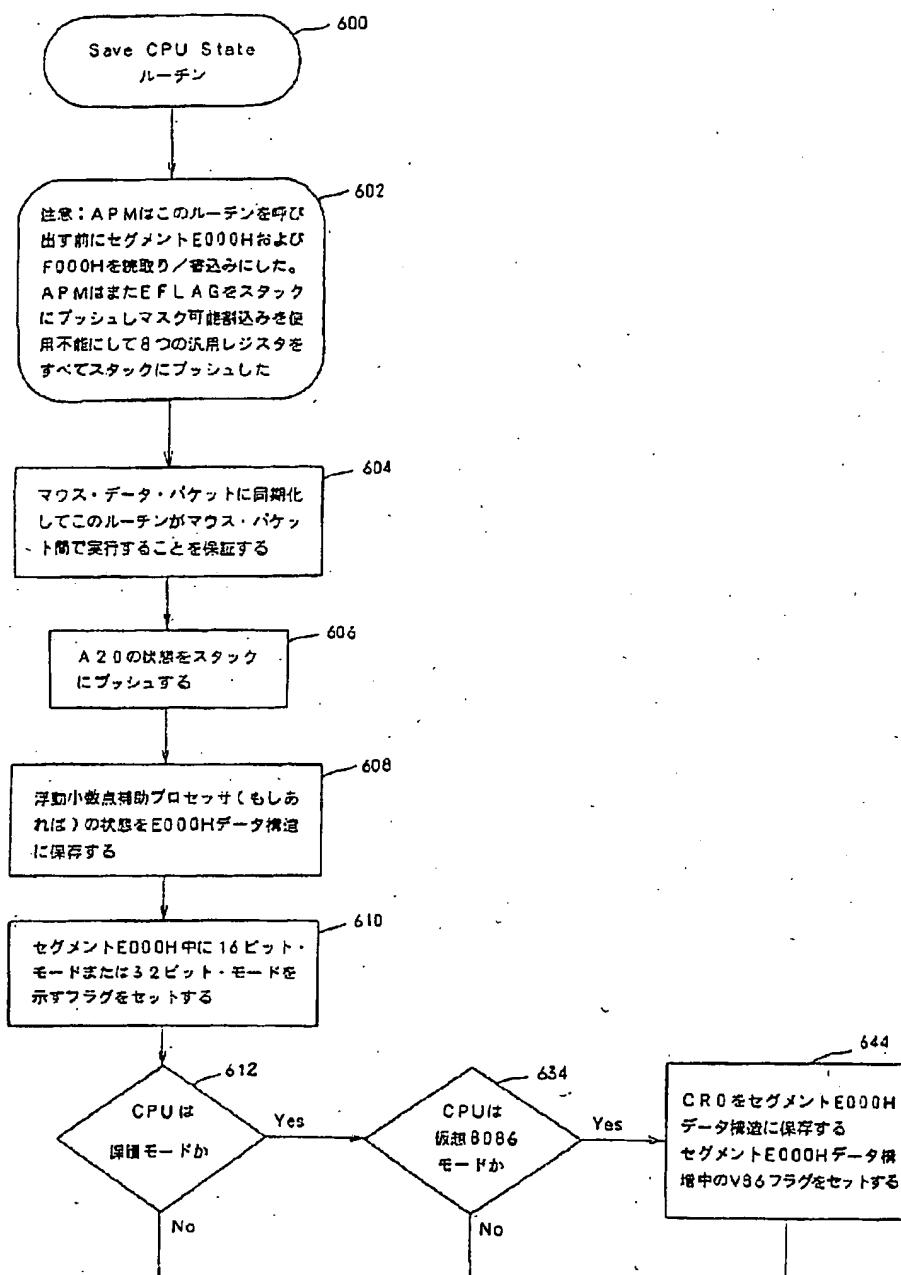 600
Save CPU State
ルーチン
602
注意：APMはこのルーチンを呼び
出す前にセグメントE000Hおよび
F000Hを読取り／書込みにした。
APMはまたEFLAGをスタック
にプッシュしマスク可能割込みを使
用不能にして8つの汎用レジスタを
すべてスタックにプッシュした
604
マウス・データ・パケットに同期化
してこのルーチンがマウス・パケッ
ト間で実行することを保証する
606
A20の状態をスタック
にプッシュする
608
浮動小数点補助プロセッサ(もしあ
れば)の状態をE000Hデータ構造
に保存する
610
セグメントE000H中に16ビット・
モードまたは32ビット・モードを
示すフラグをセットする
612
CPUは
保護モードか
Yes
No
634
CPUは
仮想8086
モードか
Yes
No
644
CR0をセグメントE000H
データ構造に保存する
セグメントE000Hデータ構
造中のV86フラグをセットする